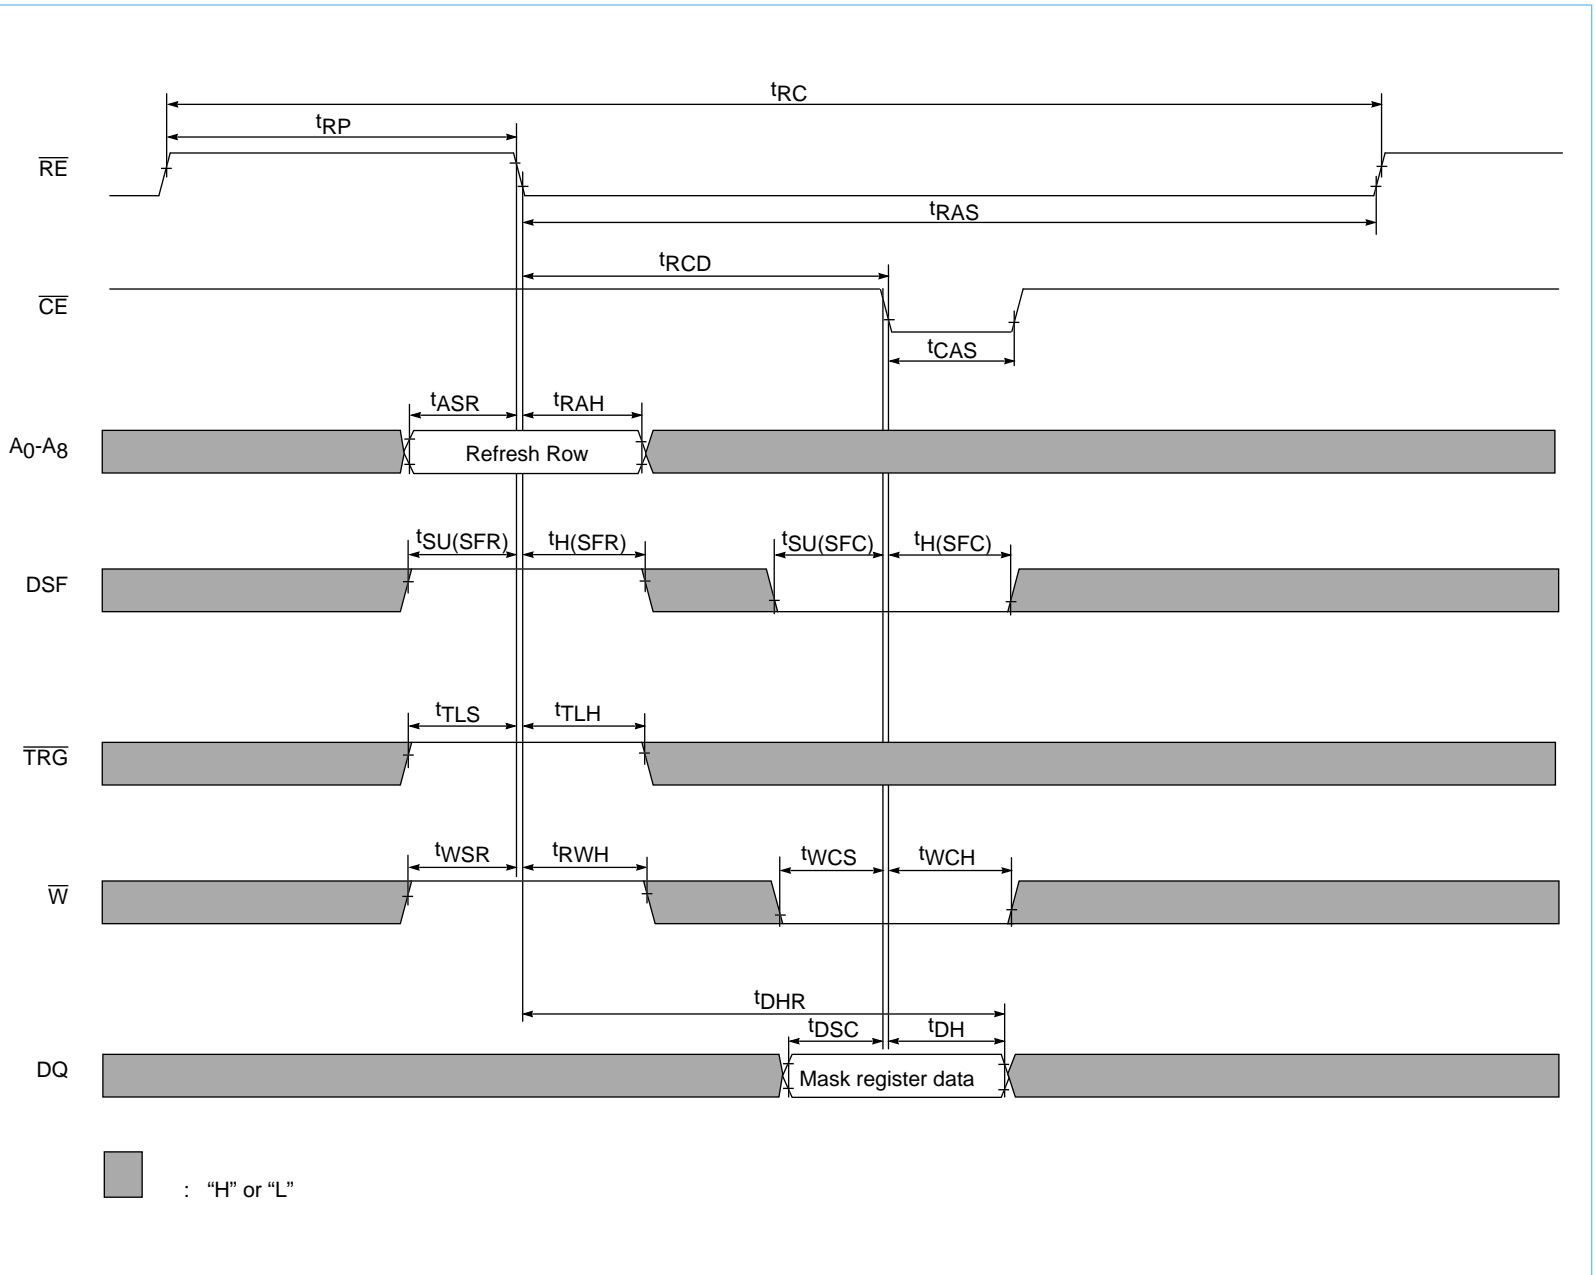 tRC
tRP
RE
tRAS
tRCD
CE
tCAS
tASR tRAH
A0-A8 Refresh Row
tSU(SFR) tH(SFR) tSU(SFC) tH(SFC)
DSF
tTLS tTLH
TRG
tWSR tRWH tWCS tWCH
W
tDHR
tDSC tDH
DQ Mask register data
: “H” or “L”